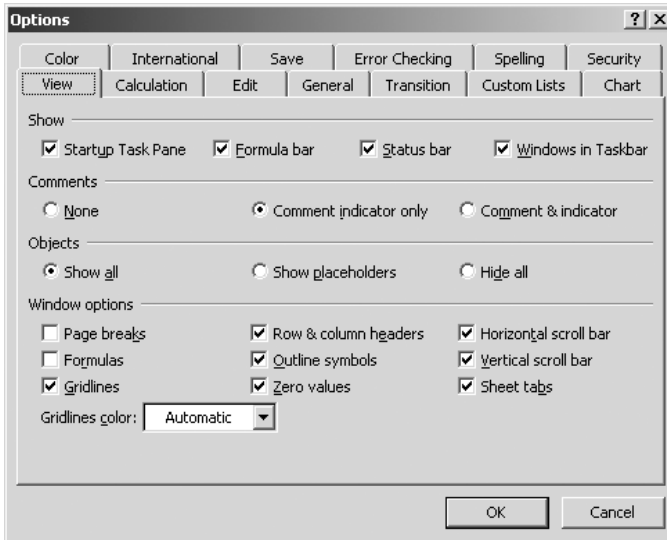 Options
Color International Save Error Checking Spelling Security
View Calculation Edit General Transition Custom Lists Chart
Show
Startup Task Pane Formula bar Status bar Windows in Taskbar
Comments
None Comment indicator only Comment & indicator
Objects
Show all Show placeholders Hide all
Window options
Page breaks Row & column headers Horizontal scroll bar
Formulas Outline symbols Vertical scroll bar
Gridlines Zero values Sheet tabs
Gridlines color: Automatic
OK Cancel